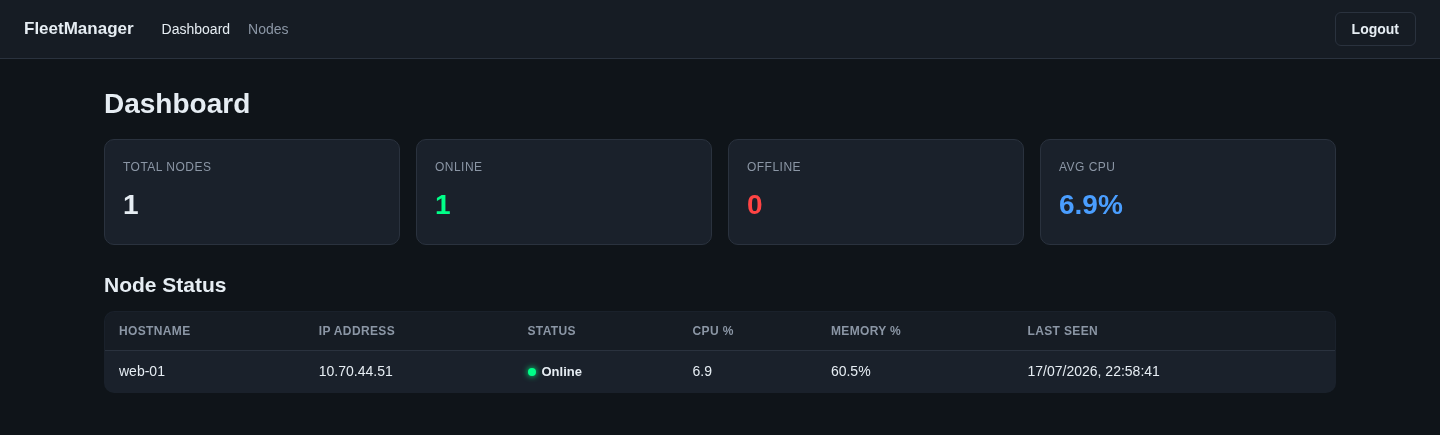 FleetManager Dashboard Nodes Logout
Dashboard
TOTAL NODES ONLINE OFFLINE AVG CPU
1 1 0 6.9%
Node Status
HOSTNAME IP ADDRESS STATUS CPU % MEMORY % LAST SEEN
web-01 10.70.44.51 Online 6.9 60.5% 17/07/2026, 22:58:41